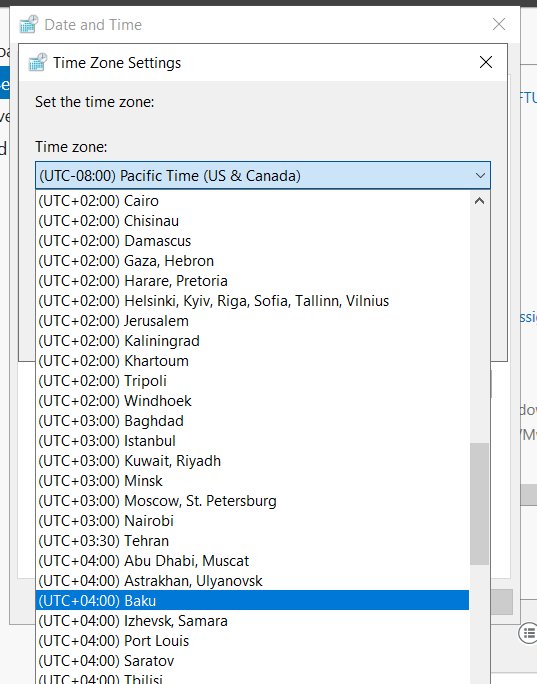 Date and Time
Time Zone Settings
Set the time zone:
Time zone:
(UTC-08:00) Pacific Time (US & Canada)
(UTC+02:00) Cairo
(UTC+02:00) Chisinau
(UTC+02:00) Damascus
(UTC+02:00) Gaza, Hebron
(UTC+02:00) Harare, Pretoria
(UTC+02:00) Helsinki, Kyiv, Riga, Sofia, Tallinn, Vilnius
(UTC+02:00) Jerusalem
(UTC+02:00) Kaliningrad
(UTC+02:00) Khartoum
(UTC+02:00) Tripoli
(UTC+02:00) Windhoek
(UTC+03:00) Baghdad
(UTC+03:00) Istanbul
(UTC+03:00) Kuwait, Riyadh
(UTC+03:00) Minsk
(UTC+03:00) Moscow, St. Petersburg
(UTC+03:00) Nairobi
(UTC+03:30) Tehran
(UTC+04:00) Abu Dhabi, Muscat
(UTC+04:00) Astrakhan, Ulyanovsk
(UTC+04:00) Baku
(UTC+04:00) Izhevsk, Samara
(UTC+04:00) Port Louis
(UTC+04:00) Saratov
(UTC+04:00) Tbilisi